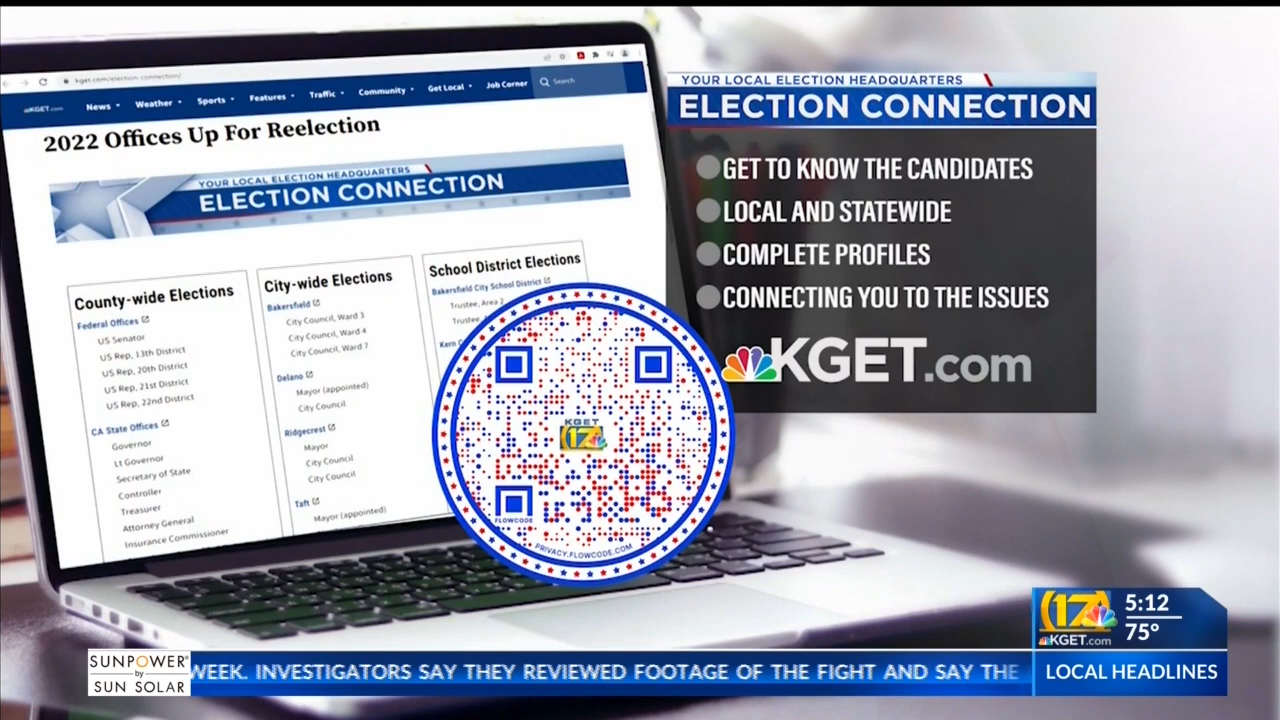 kget.com/election-connection/
KGET.com News Weather Sports Features Traffic Community Get Local Job Corner Search
2022 Offices Up For Reelection
YOUR LOCAL ELECTION HEADQUARTERS
ELECTION CONNECTION
County-wide Elections
Federal Offices
US Senator
US Rep, 13th District
US Rep, 20th District
US Rep, 21st District
US Rep, 22nd District
CA State Offices
Governor
Lt Governor
Secretary of State
Controller
Treasurer
Attorney General
Insurance Commissioner
City-wide Elections
Bakersfield
City Council, Ward 3
City Council, Ward 4
City Council, Ward 7
Delano
Mayor (appointed)
City Council
Ridgecrest
Mayor
City Council
City Council
Taft
Mayor (appointed)
School District Elections
Bakersfield City School District
Trustee, Area 2
Trustee,
Kern
KGET
17
FLOWCODE
PRIVACY.FLOWCODE.COM
YOUR LOCAL ELECTION HEADQUARTERS
ELECTION CONNECTION
GET TO KNOW THE CANDIDATES
LOCAL AND STATEWIDE
COMPLETE PROFILES
CONNECTING YOU TO THE ISSUES
KGET.com
17 5:12
KGET.com 75°
SUNPOWER®
by
SUN SOLAR
WEEK. INVESTIGATORS SAY THEY REVIEWED FOOTAGE OF THE FIGHT AND SAY THE
LOCAL HEADLINES